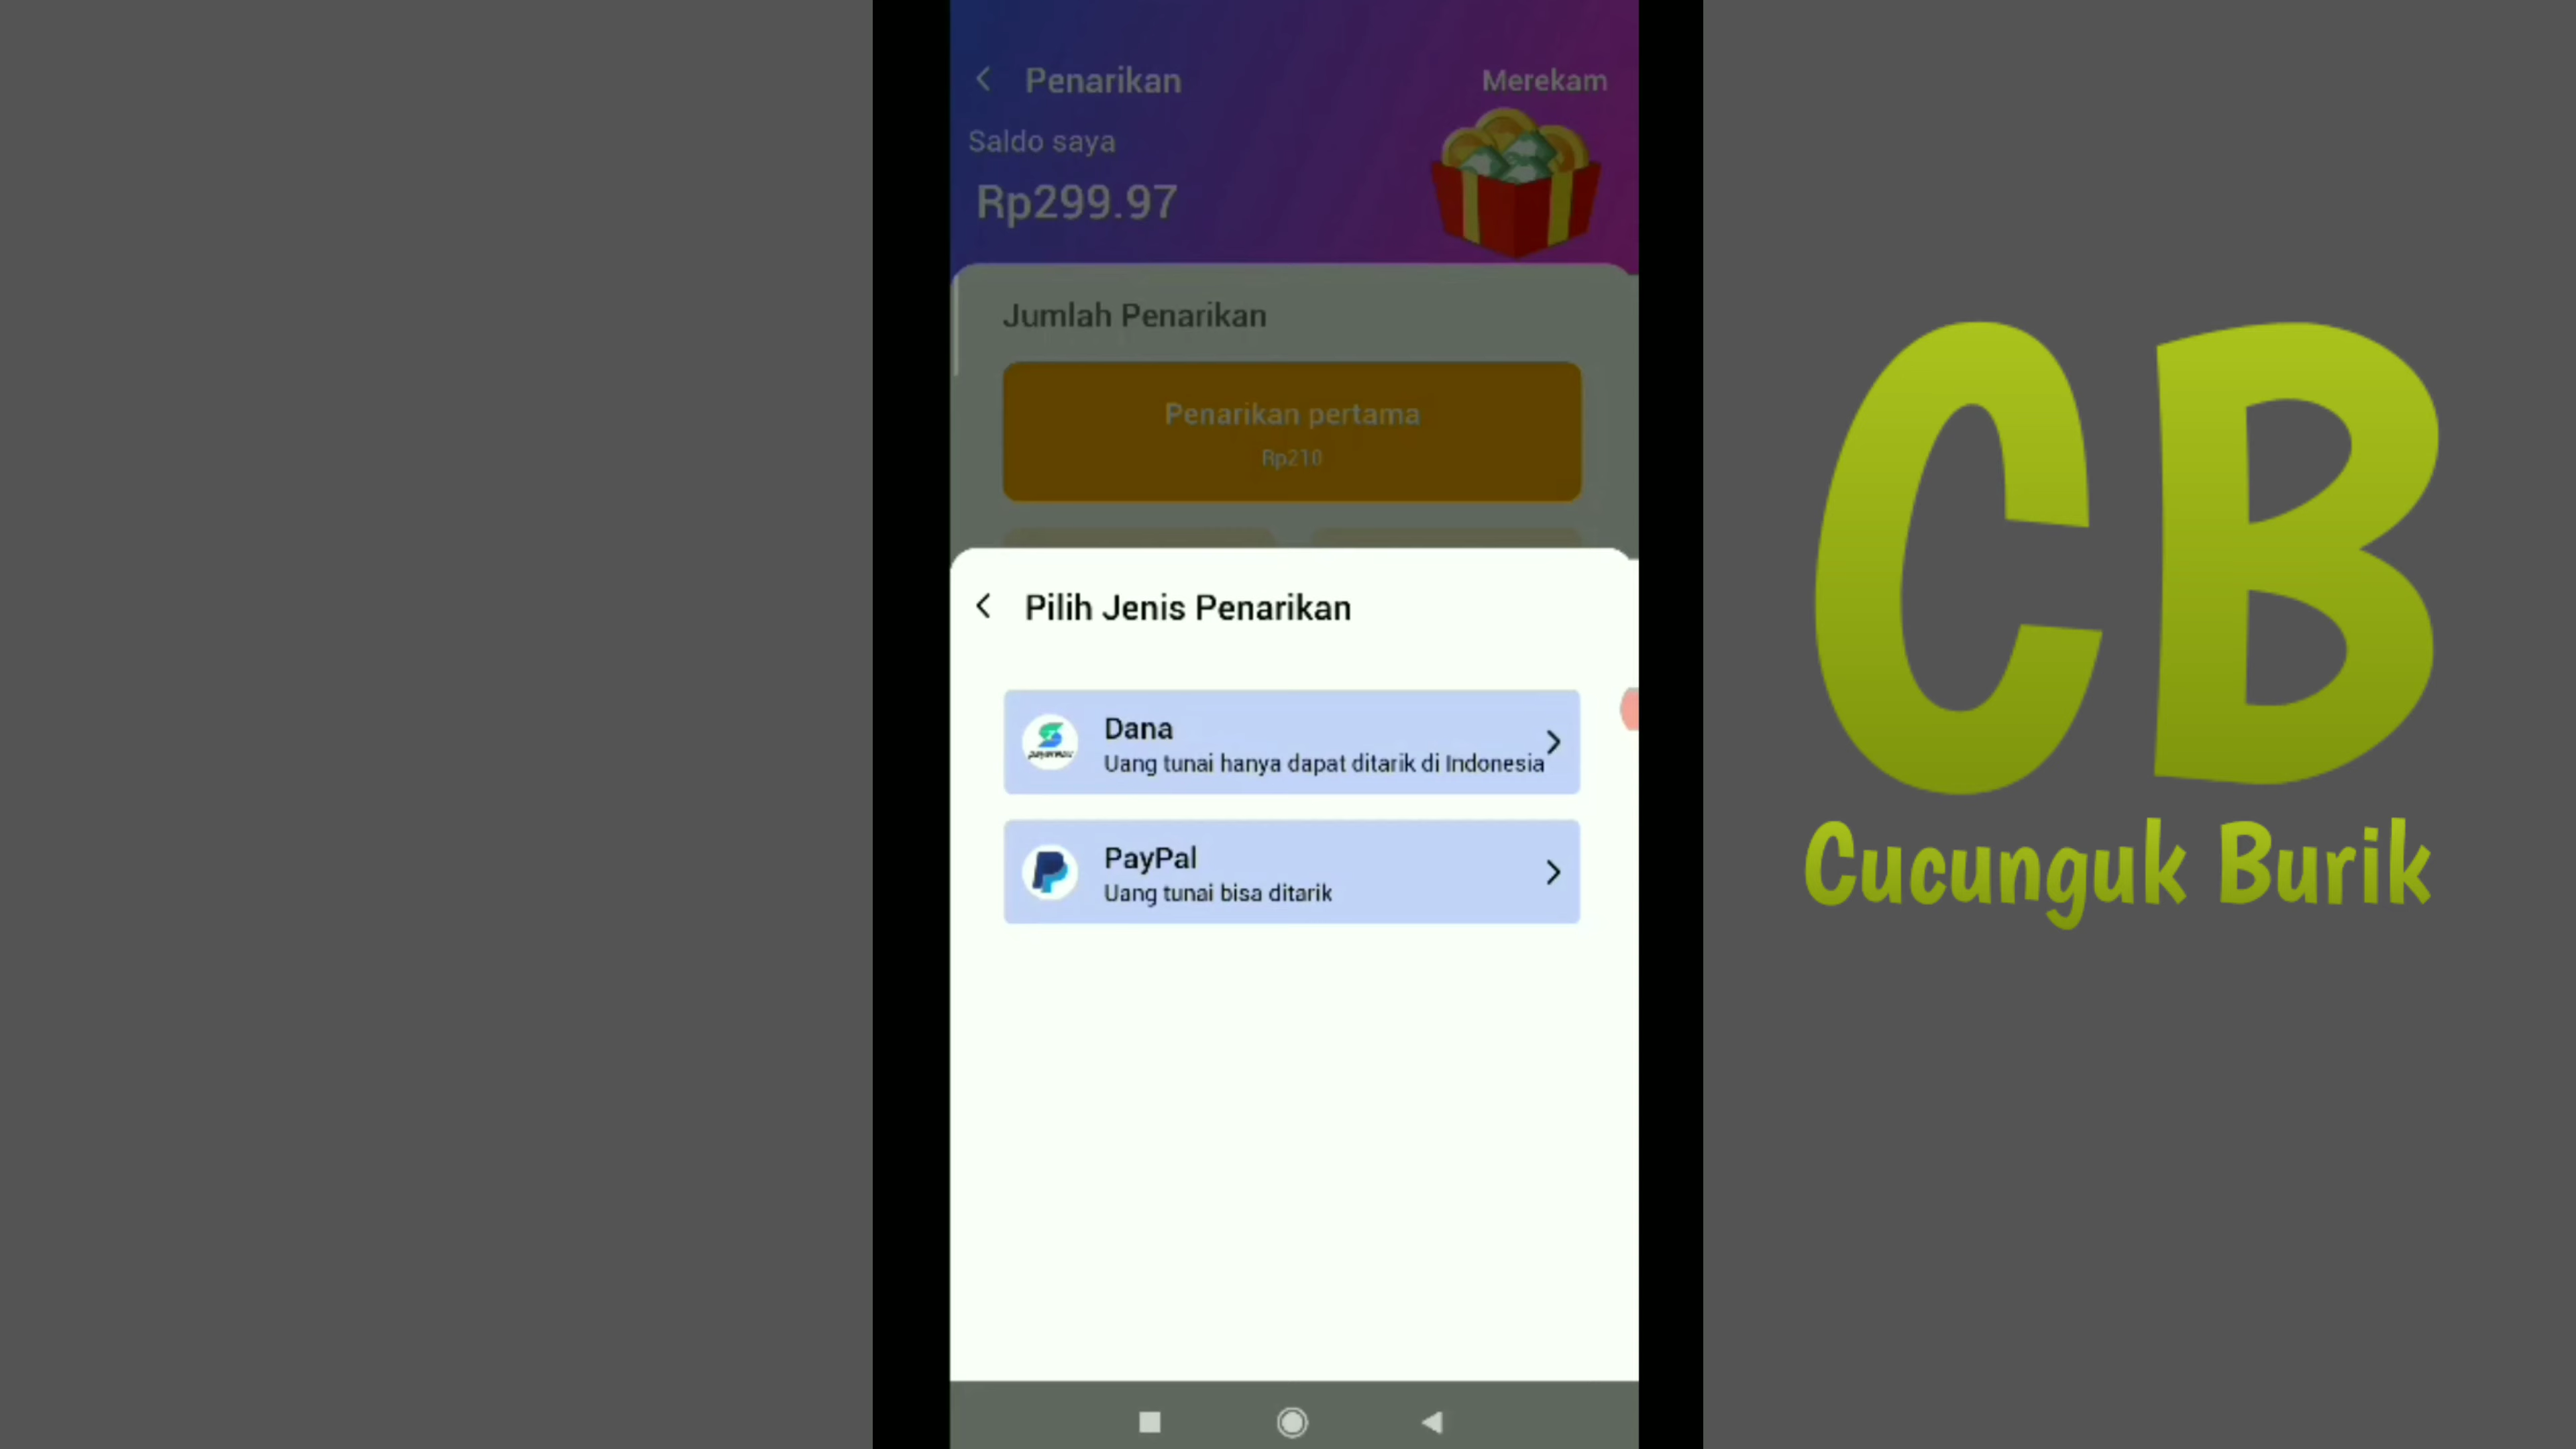 Penarikan
Merekam
Saldo saya
Rp299.97
Jumlah Penarikan
Penarikan pertama
Rp210
Pilih Jenis Penarikan
Dana
Uang tunai hanya dapat ditarik di Indonesia
PayPal
Uang tunai bisa ditarik
CB
Cucunguk Burik